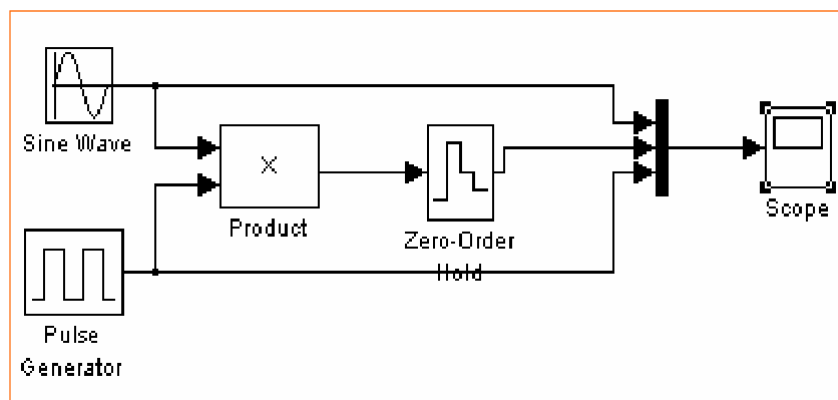 Sine Wave
×
Product
Zero-Order
Hold
Scope
Pulse
Generator